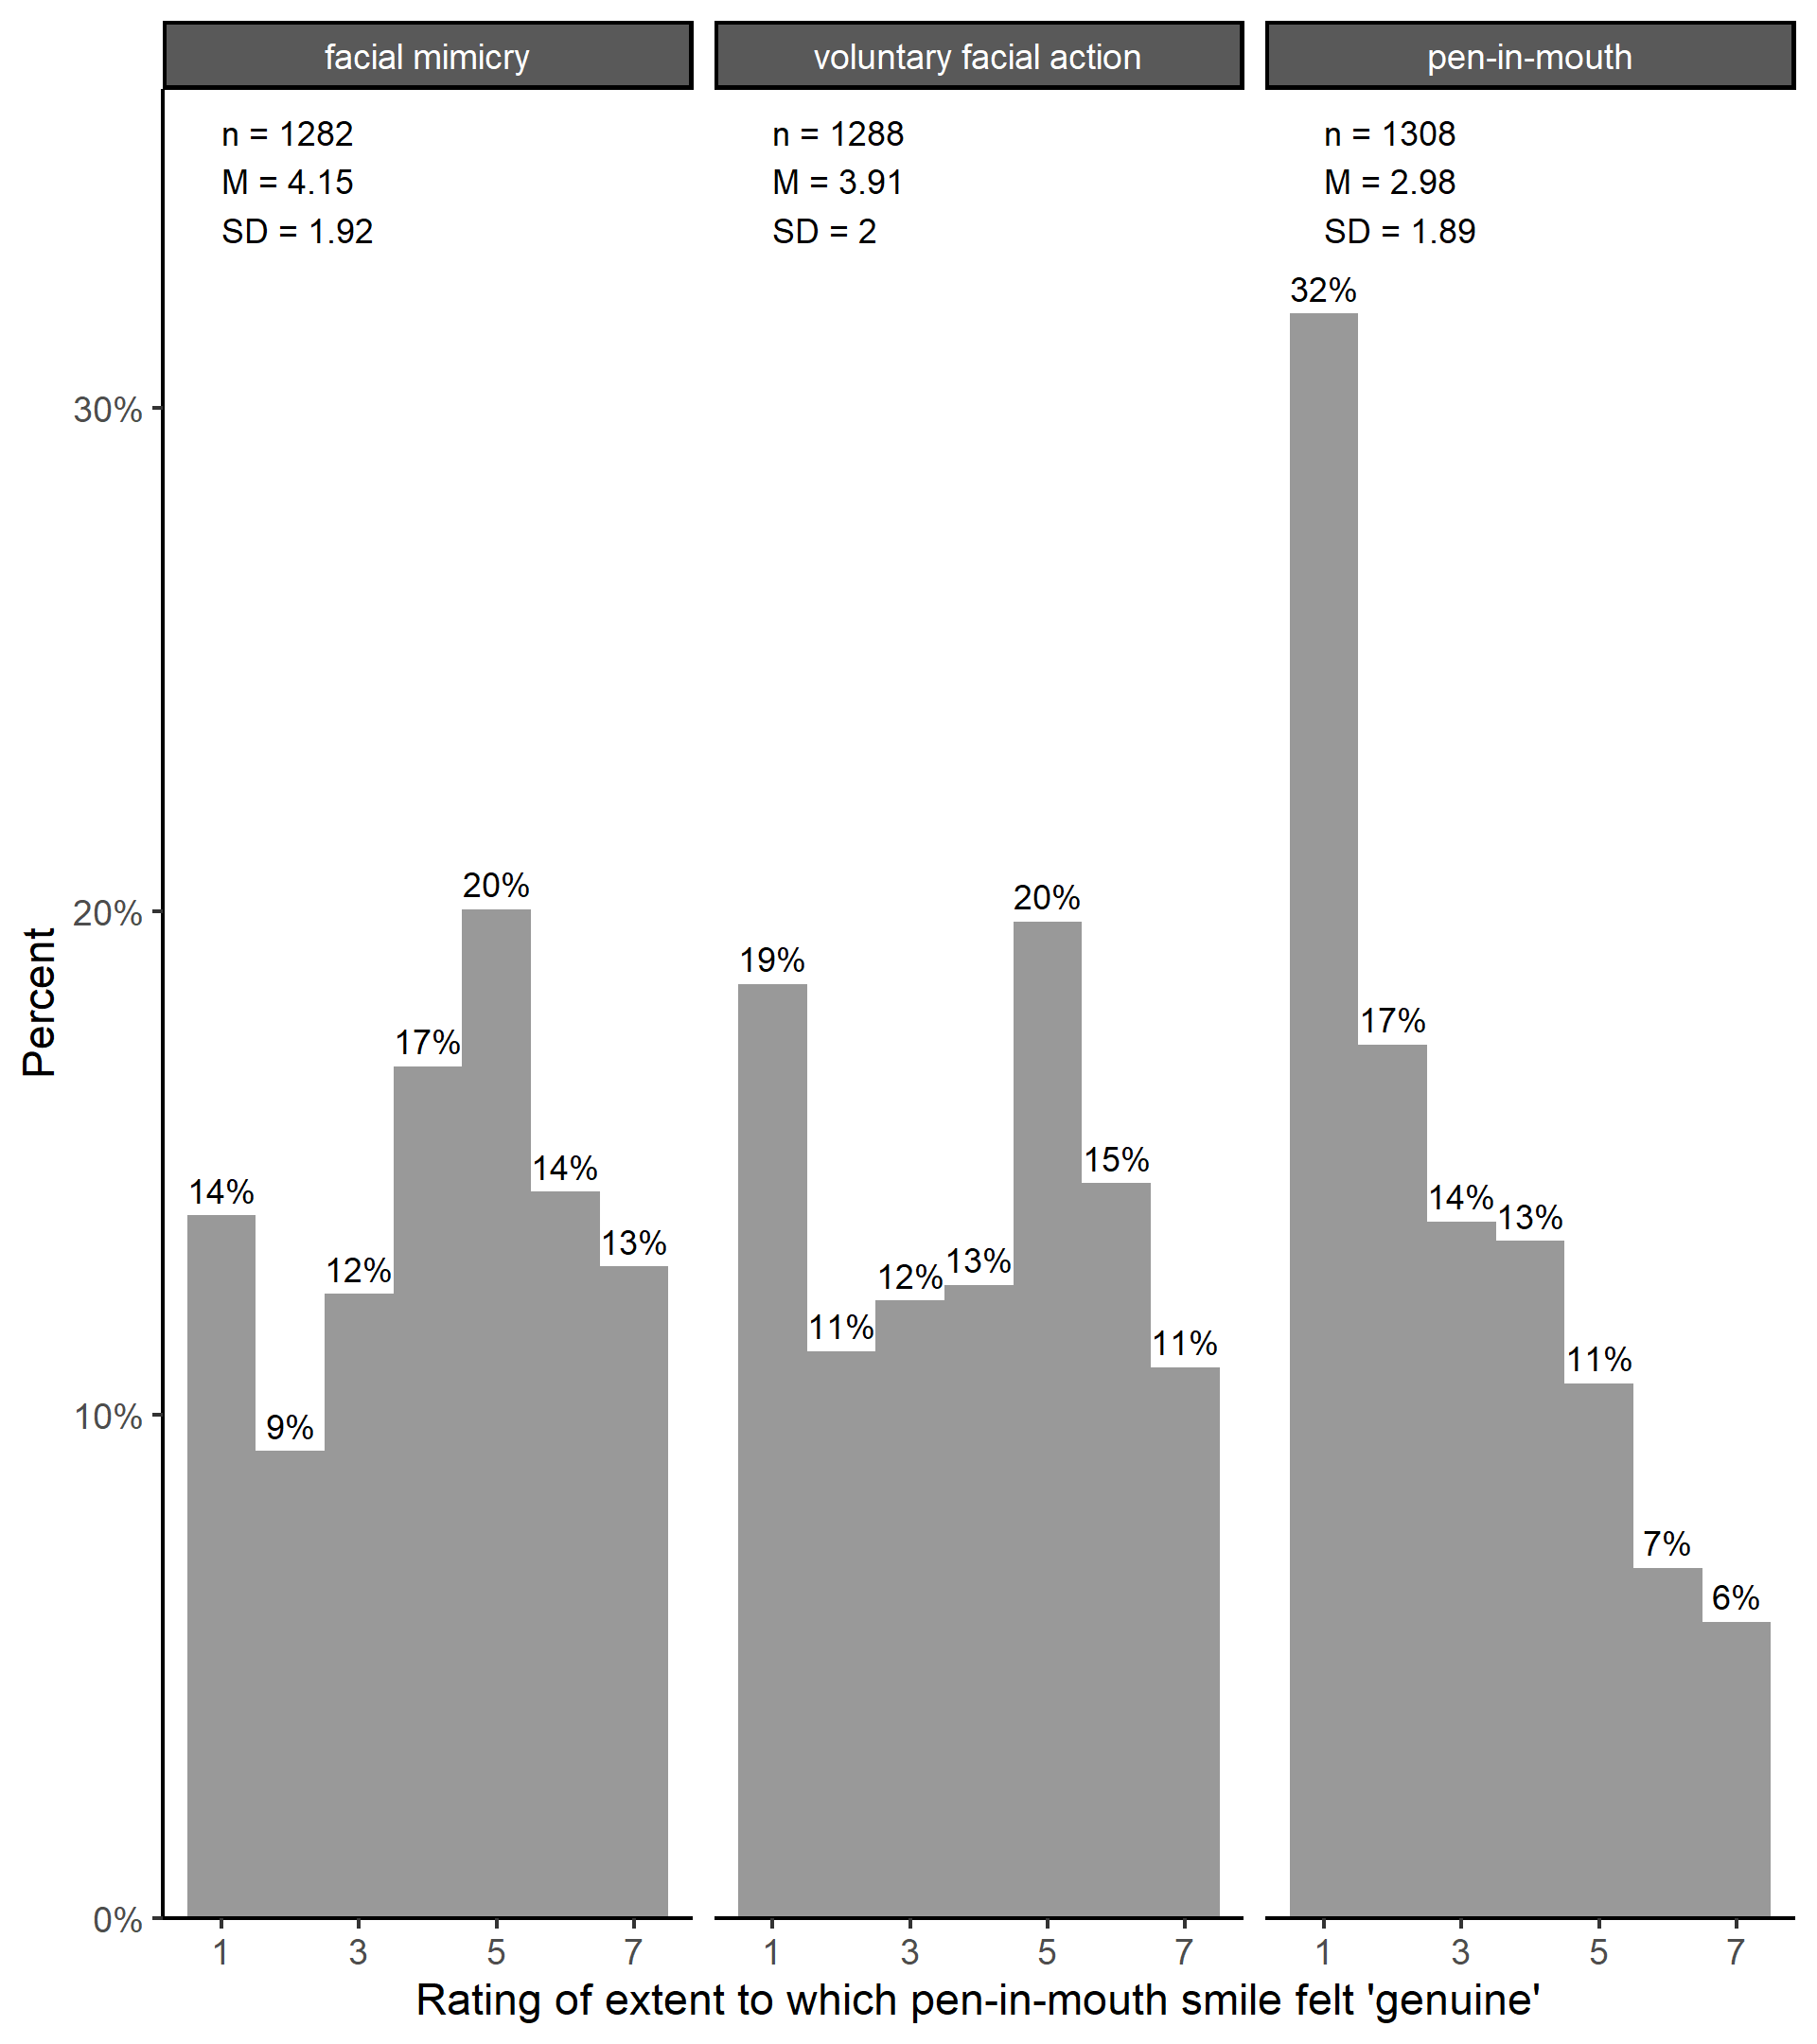 facial mimicry
voluntary facial action
pen-in-mouth
n = 1282
M = 4.15
SD = 1.92
n = 1288
M = 3.91
SD = 2
n = 1308
M = 2.98
SD = 1.89
Percent
30%
20%
10%
0%
14%
9%
12%
17%
20%
14%
13%
19%
11%
12%
13%
20%
15%
11%
32%
17%
14%
13%
11%
7%
6%
1 3 5 7
1 3 5 7
1 3 5 7
Rating of extent to which pen-in-mouth smile felt 'genuine'